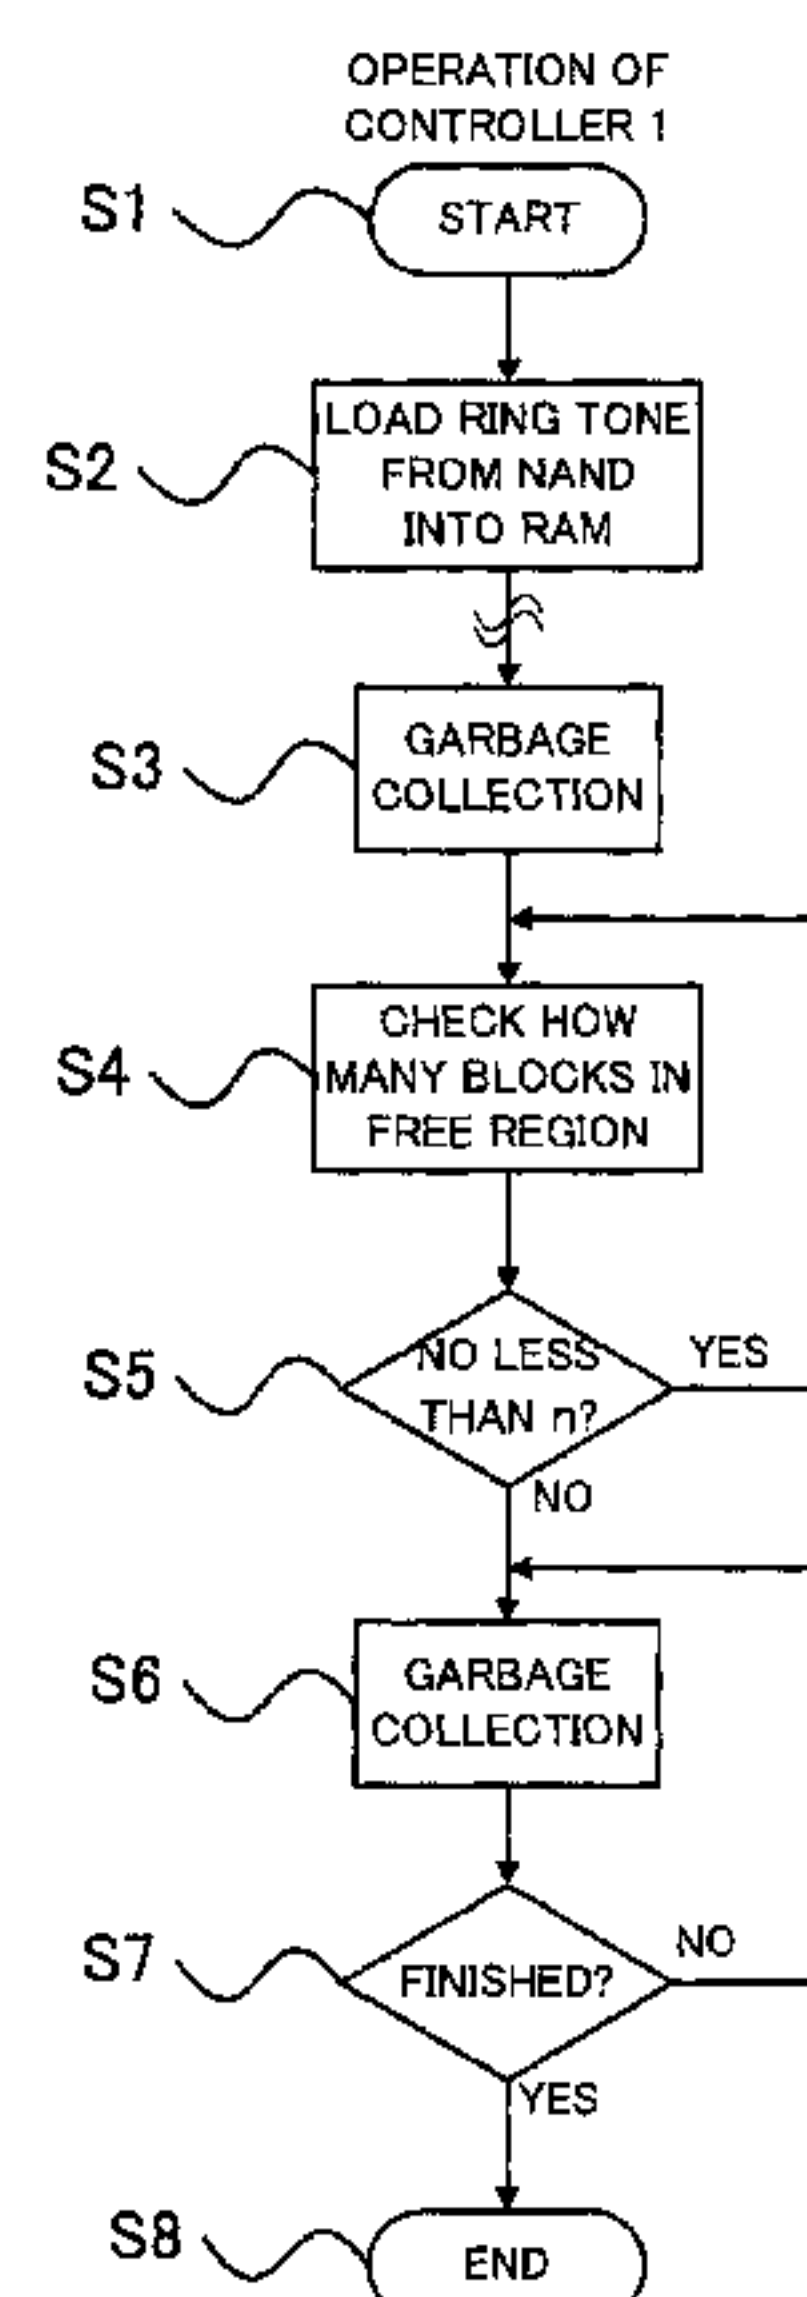 OPERATION OF
CONTROLLER 1
S1
START
S2
LOAD RING TONE
FROM NAND
INTO RAM
S3
GARBAGE
COLLECTION
S4
CHECK HOW
MANY BLOCKS IN
FREE REGION
S5
NO LESS
THAN n?
YES
NO
S6
GARBAGE
COLLECTION
S7
FINISHED?
NO
YES
S8
END